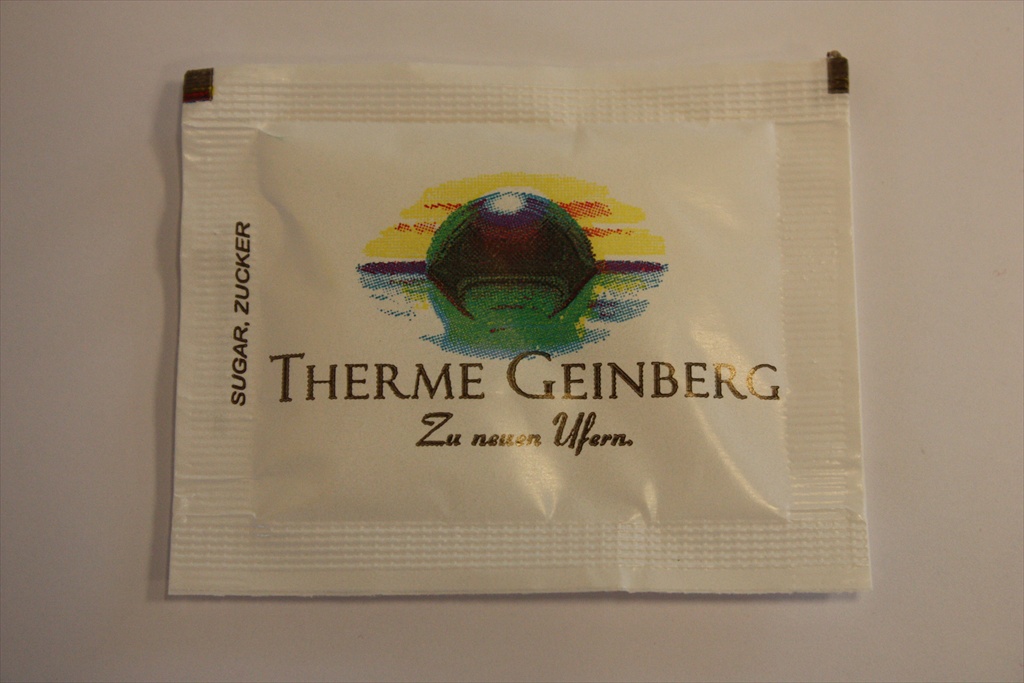 SUGAR, ZUCKER
THERME GEINBERG
Zu neuen Ufern.